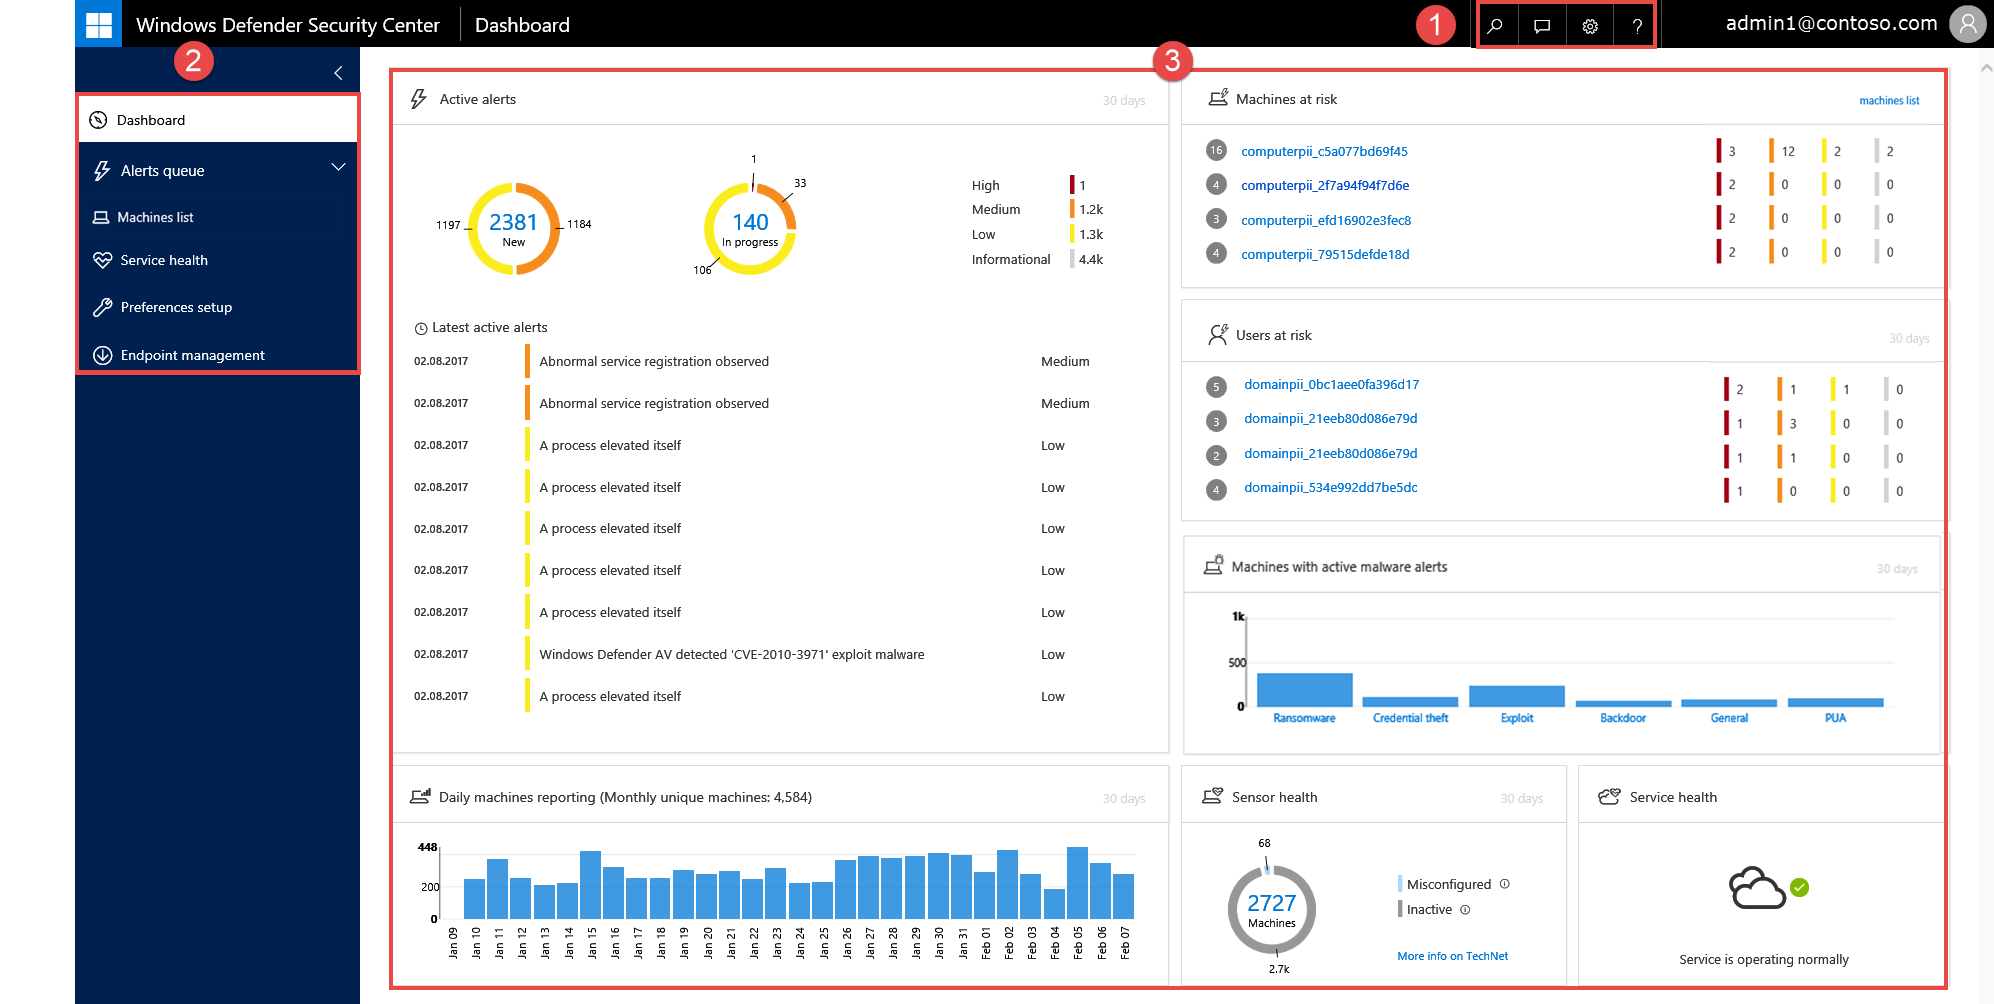 Windows Defender Security Center
Dashboard
1
?
admin1@contoso.com
2
3
Dashboard
Alerts queue
Machines list
Service health
Preferences setup
Endpoint management
Active alerts
30 days
1197
2381
New
1184
1
33
140
In progress
106
High 1
Medium 1.2k
Low 1.3k
Informational 4.4k
Latest active alerts
02.08.2017 Abnormal service registration observed Medium
02.08.2017 Abnormal service registration observed Medium
02.08.2017 A process elevated itself Low
02.08.2017 A process elevated itself Low
02.08.2017 A process elevated itself Low
02.08.2017 A process elevated itself Low
02.08.2017 A process elevated itself Low
02.08.2017 Windows Defender AV detected 'CVE-2010-3971' exploit malware Low
02.08.2017 A process elevated itself Low
Machines at risk
machines list
16 computerpii_c5a077bd69f45 3 12 2 2
4 computerpii_2f7a94f94f7d6e 2 0 0 0
3 computerpii_efd16902e3fec8 2 0 0 0
4 computerpii_79515defde18d 2 0 0 0
Users at risk
30 days
5 domainpii_0bc1aee0fa396d17 2 1 1 0
3 domainpii_21eeb80d086e79d 1 3 0 0
2 domainpii_21eeb80d086e79d 1 1 0 0
4 domainpii_534e992dd7be5dc 1 0 0 0
Machines with active malware alerts
30 days
1k
500
0
Ransomware Credential theft Exploit Backdoor General PUA
Daily machines reporting (Monthly unique machines: 4,584)
30 days
448
200
0
Jan 09 Jan 10 Jan 11 Jan 12 Jan 13 Jan 14 Jan 15 Jan 16 Jan 17 Jan 18 Jan 19 Jan 20 Jan 21 Jan 22 Jan 23 Jan 24 Jan 25 Jan 26 Jan 27 Jan 28 Jan 29 Jan 30 Jan 31 Feb 01 Feb 02 Feb 03 Feb 04 Feb 05 Feb 06 Feb 07
Sensor health
30 days
68
2727
Machines
2.7k
Misconfigured
Inactive
More info on TechNet
Service health
Service is operating normally